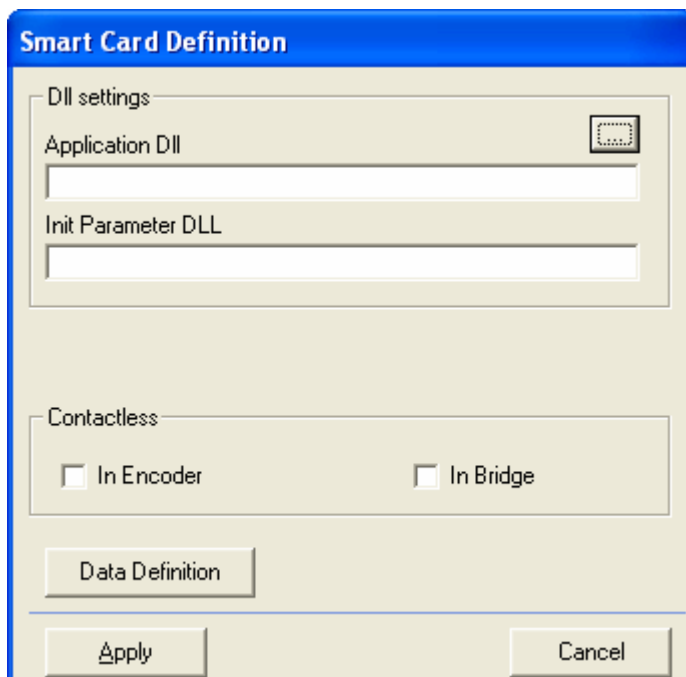 Smart Card Definition
Dll settings
...
Application Dll
Init Parameter DLL
Contactless
In Encoder In Bridge
Data Definition
Apply Cancel